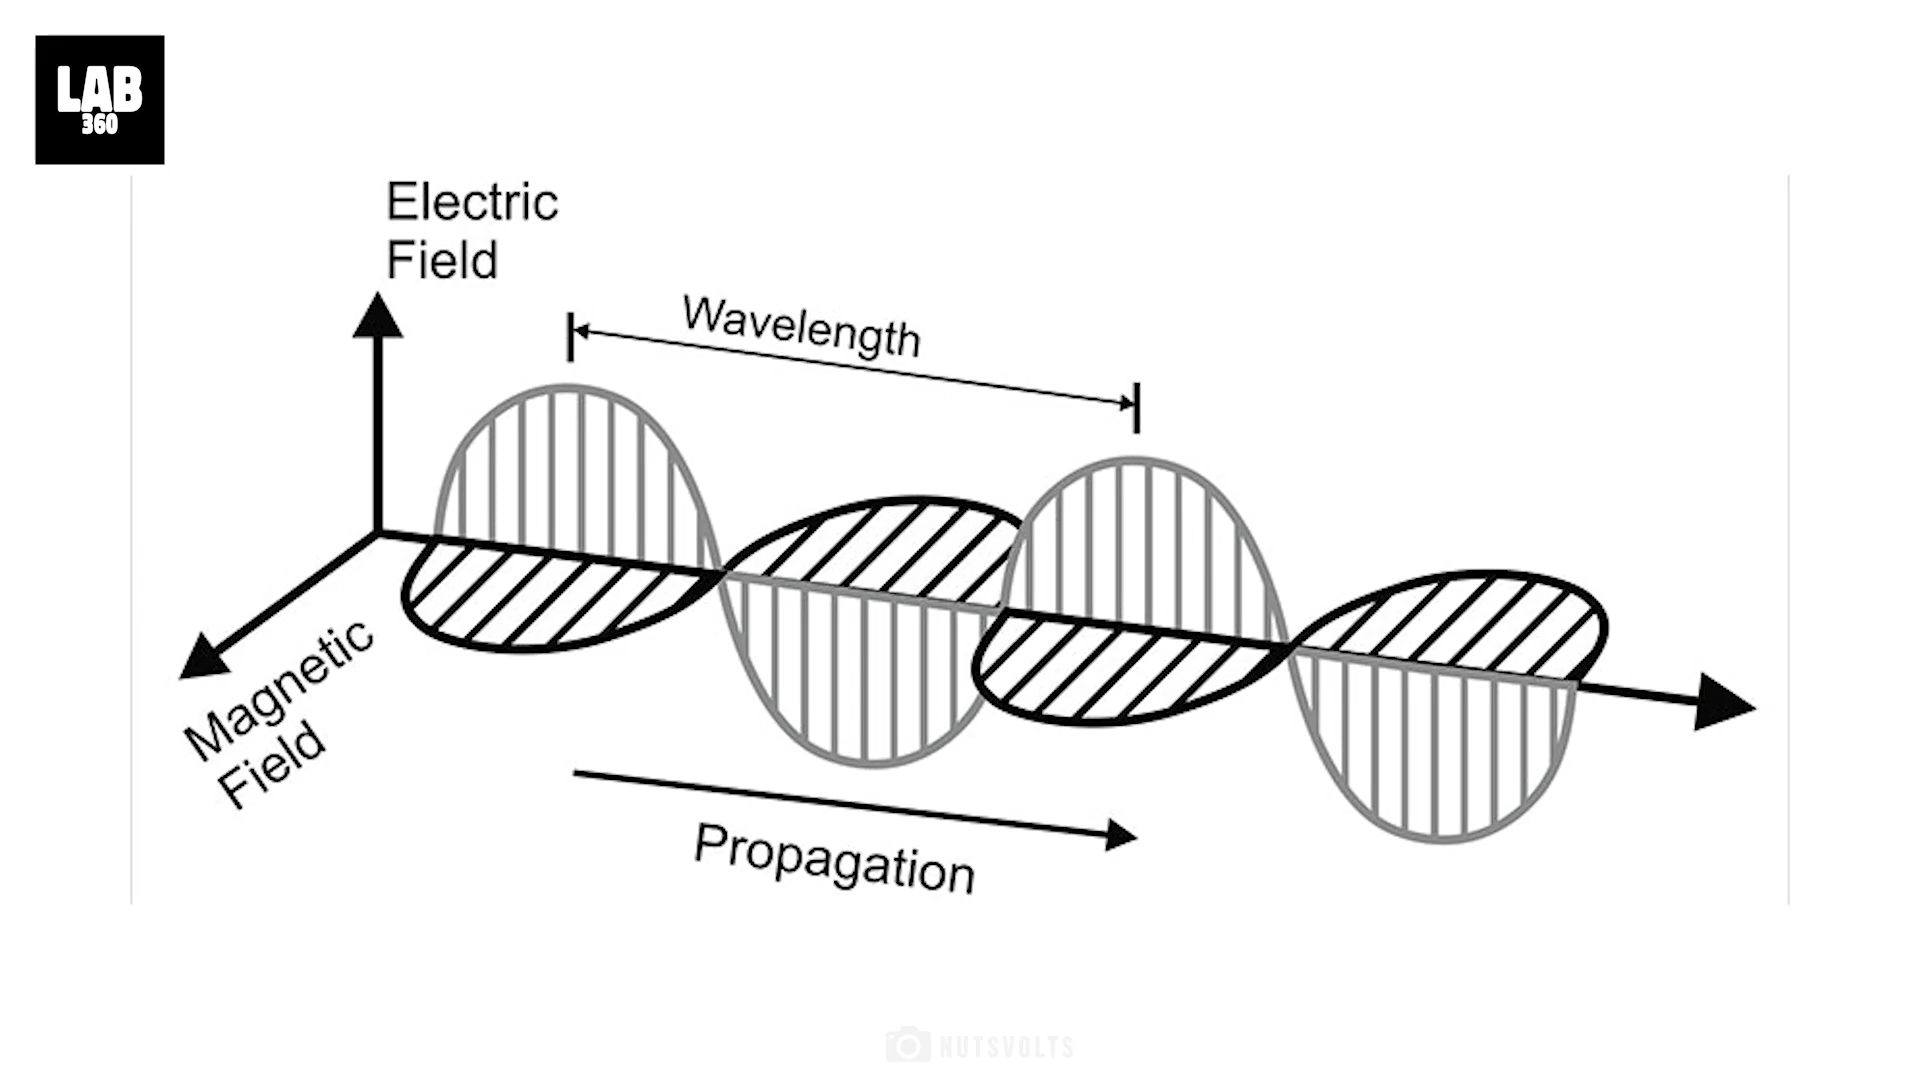 LAB
360
Electric
Field
Wavelength
Magnetic
Field
Propagation
NUTSVOLTS